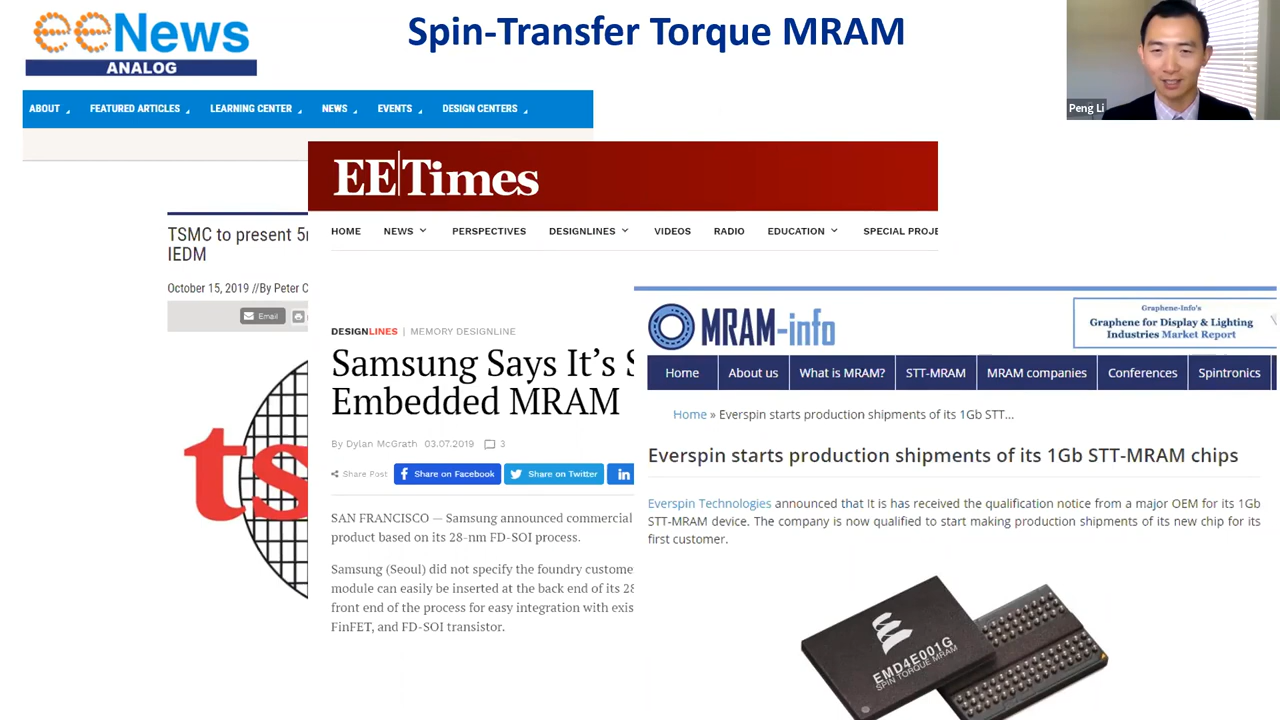 Spin-Transfer Torque MRAM
Peng Li
eeNews
ANALOG
ABOUT FEATURED ARTICLES LEARNING CENTER NEWS EVENTS DESIGN CENTERS
TSMC to present 5
IEDM
October 15, 2019 //By Peter C
Email
ts
EE|Times
HOME NEWS PERSPECTIVES DESIGNLINES VIDEOS RADIO EDUCATION SPECIAL PROJE
DESIGNLINES | MEMORY DESIGNLINE
Samsung Says It’s S
Embedded MRAM
By Dylan McGrath 03.07.2019 3
Share Post Share on Facebook Share on Twitter in
SAN FRANCISCO — Samsung announced commercial
product based on its 28-nm FD-SOI process.
Samsung (Seoul) did not specify the foundry custome
module can easily be inserted at the back end of its 28
front end of the process for easy integration with exis
FinFET, and FD-SOI transistor.
MRAM-info
Graphene-Info's
Graphene for Display & Lighting
Industries Market Report
Home About us What is MRAM? STT-MRAM MRAM companies Conferences Spintronics
Home » Everspin starts production shipments of its 1Gb STT...
Everspin starts production shipments of its 1Gb STT-MRAM chips
Everspin Technologies announced that It is has received the qualification notice from a major OEM for its 1Gb
STT-MRAM device. The company is now qualified to start making production shipments of its new chip for its
first customer.
EMD4E001G
SPIN TORQUE MRAM